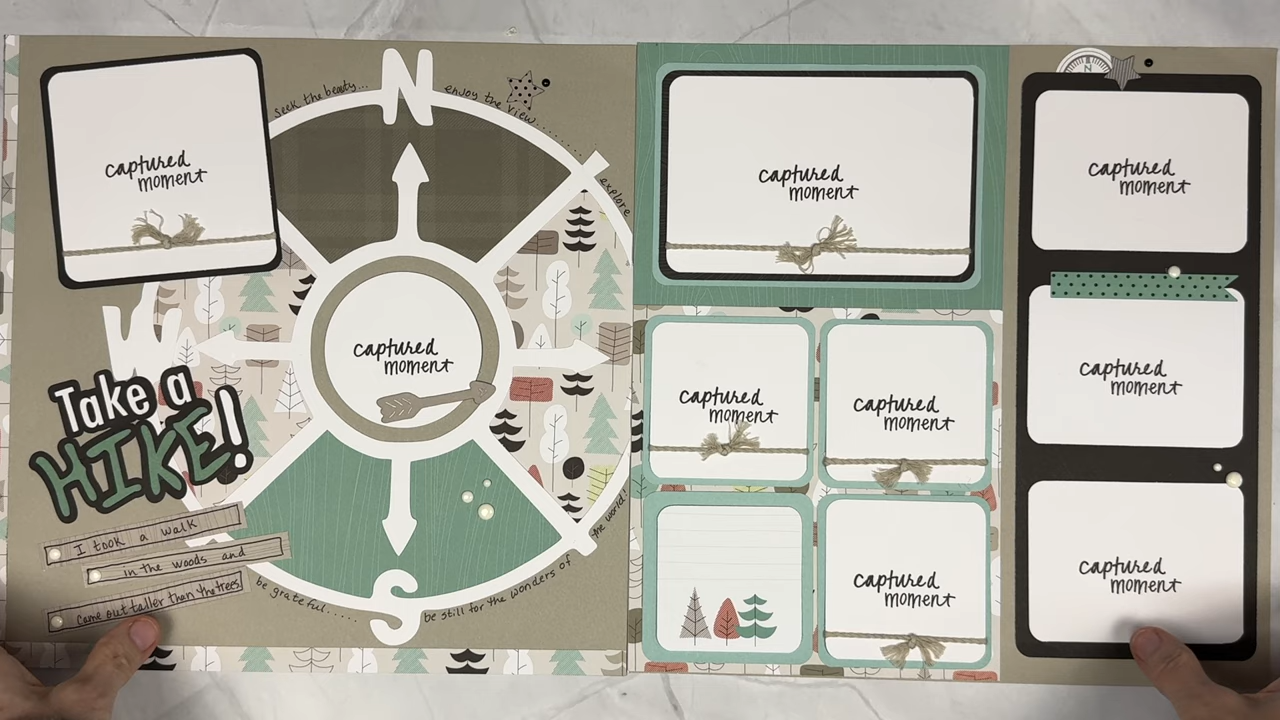 N
seek the beauty...
enjoy the view........
explore
captured
moment
captured
moment
W
Take a
HIKE!
I took a walk
in the woods and
came out taller than the trees
S
be grateful.....
be still for the wonders of
the world!
captured
moment
captured
moment
captured
moment
captured
moment
N
captured
moment
captured
moment
captured
moment